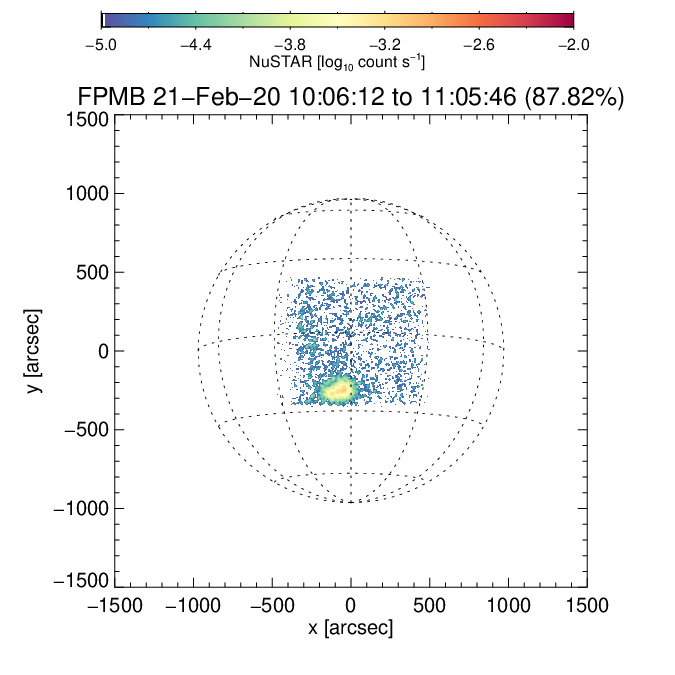 −5.0 −4.4 −3.8 −3.2 −2.6 −2.0
NuSTAR [log₁₀ count s⁻¹]
FPMB 21−Feb−20 10:06:12 to 11:05:46 (87.82%)
1500
1000
500
0
−500
−1000
−1500
y [arcsec]
−1500 −1000 −500 0 500 1000 1500
x [arcsec]